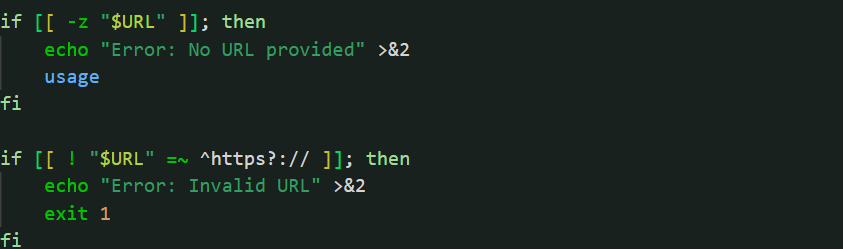 if [[ -z "$URL" ]]; then
    echo "Error: No URL provided" >&2
    usage
fi

if [[ ! "$URL" =~ ^https?:// ]]; then
    echo "Error: Invalid URL" >&2
    exit 1
fi